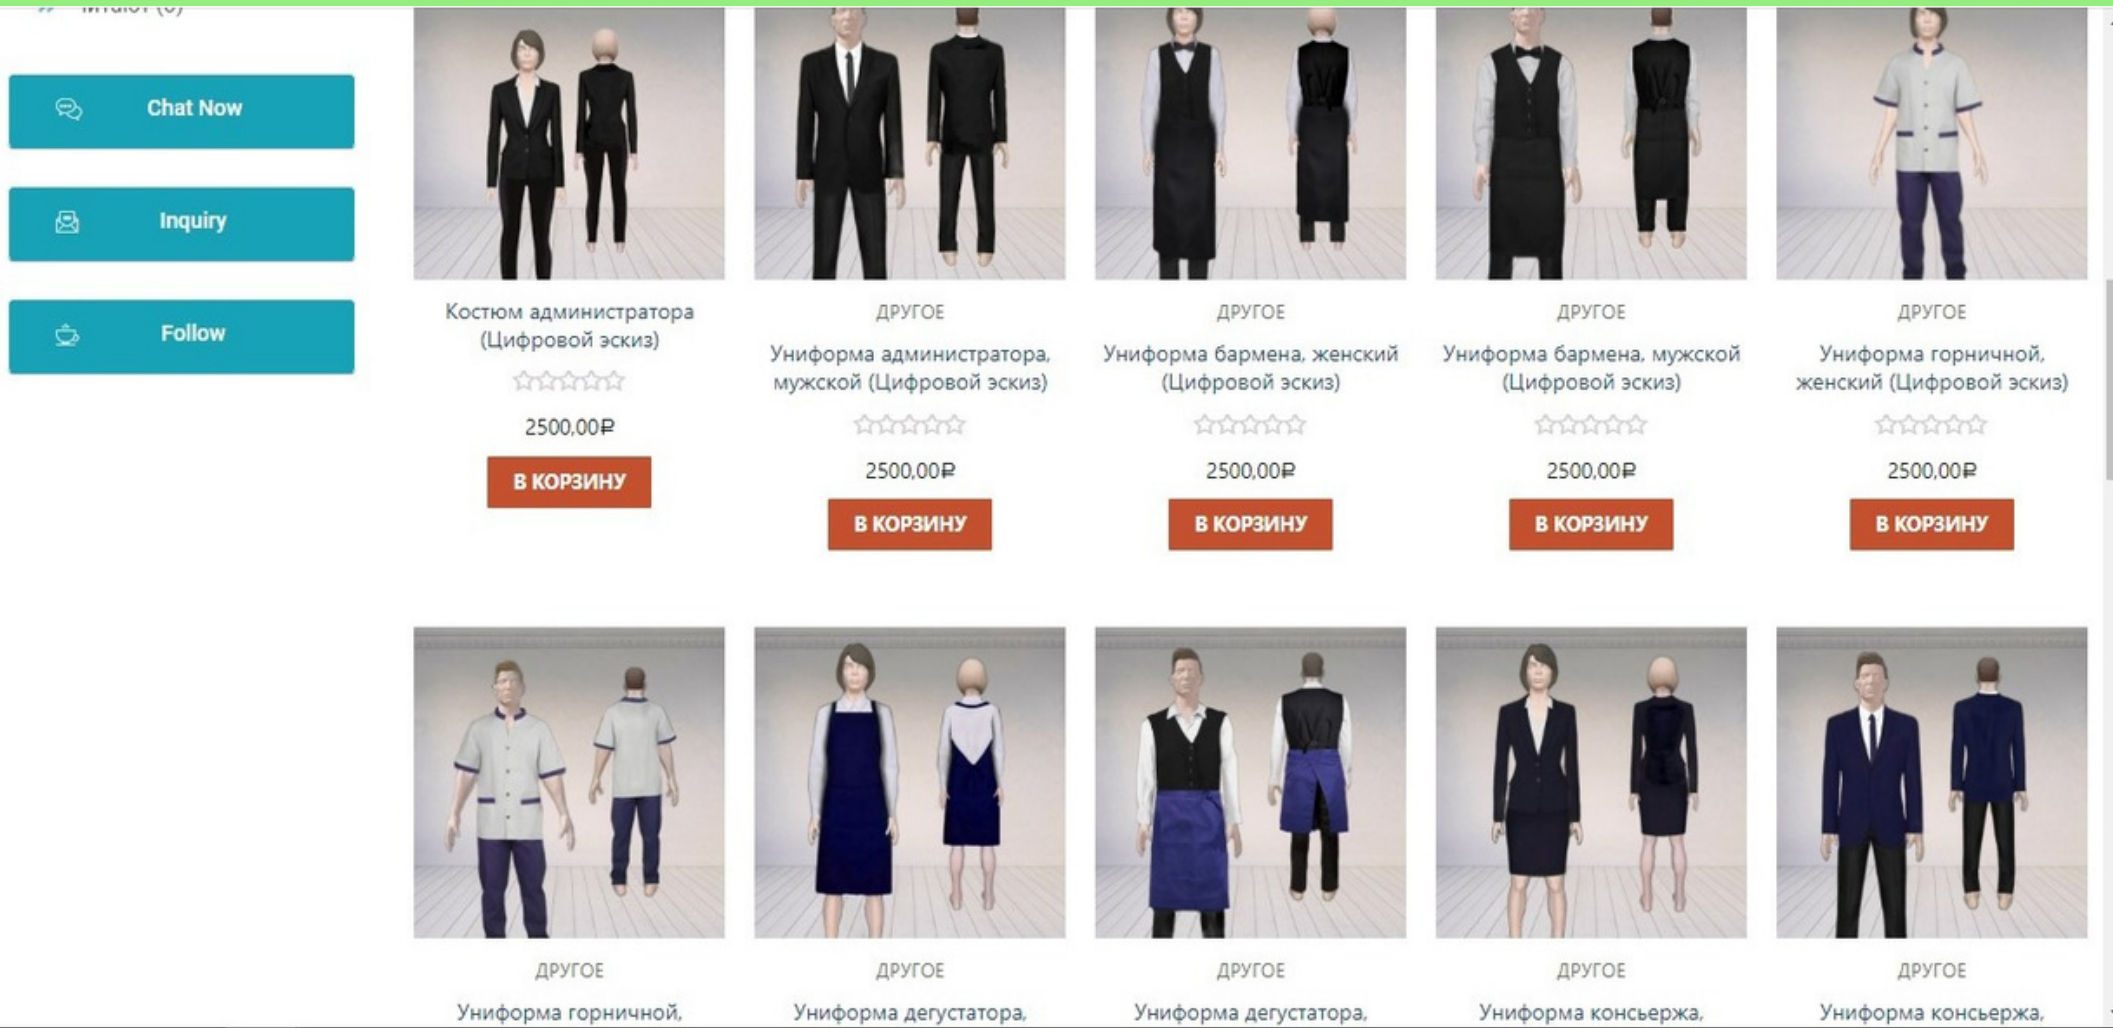 Chat Now
Inquiry
Follow
Костюм администратора
(Цифровой эскиз)
2500,00₽
В КОРЗИНУ
ДРУГОЕ
Униформа администратора,
мужской (Цифровой эскиз)
2500,00₽
В КОРЗИНУ
ДРУГОЕ
Униформа бармена, женский
(Цифровой эскиз)
2500,00₽
В КОРЗИНУ
ДРУГОЕ
Униформа бармена, мужской
(Цифровой эскиз)
2500,00₽
В КОРЗИНУ
ДРУГОЕ
Униформа горничной,
женский (Цифровой эскиз)
2500,00₽
В КОРЗИНУ
ДРУГОЕ
Униформа горничной,
ДРУГОЕ
Униформа дегустатора,
ДРУГОЕ
Униформа дегустатора,
ДРУГОЕ
Униформа консьержа,
ДРУГОЕ
Униформа консьержа,